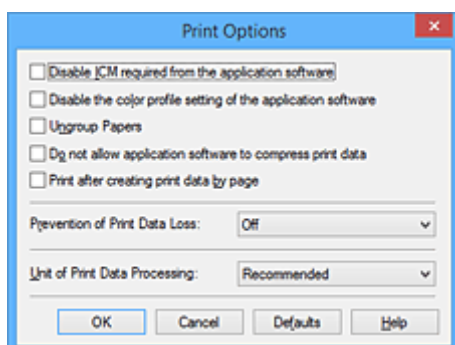 Print Options
Disable ICM required from the application software
Disable the color profile setting of the application software
Ungroup Papers
Do not allow application software to compress print data
Print after creating print data by page
Prevention of Print Data Loss: Off
Unit of Print Data Processing: Recommended
OK Cancel Defaults Help